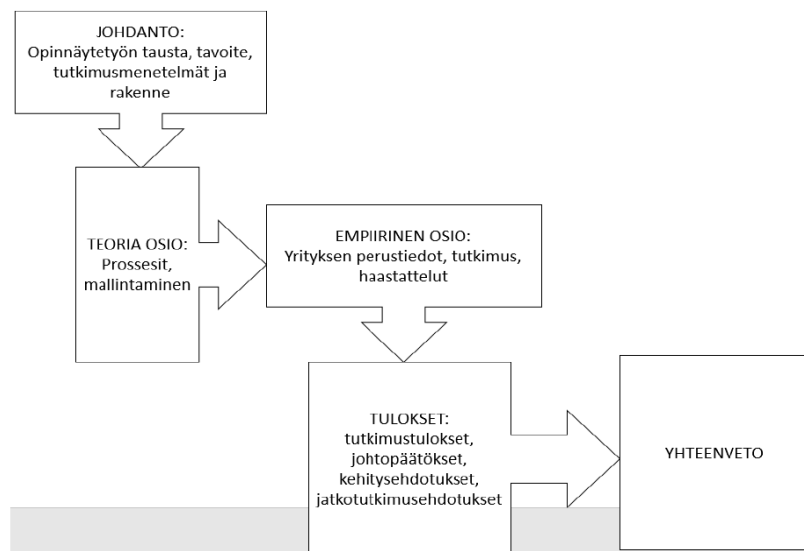 JOHDANTO:
Opinnäytetyön tausta, tavoite,
tutkimusmenetelmät ja
rakenne
TEORIA OSIO:
Prossesit,
mallintaminen
EMPIIRINEN OSIO:
Yrityksen perustiedot, tutkimus,
haastattelut
TULOKSET:
tutkimustulokset,
johtopäätökset,
kehitysehdotukset,
jatkotutkimusehdotukset
YHTEENVETO